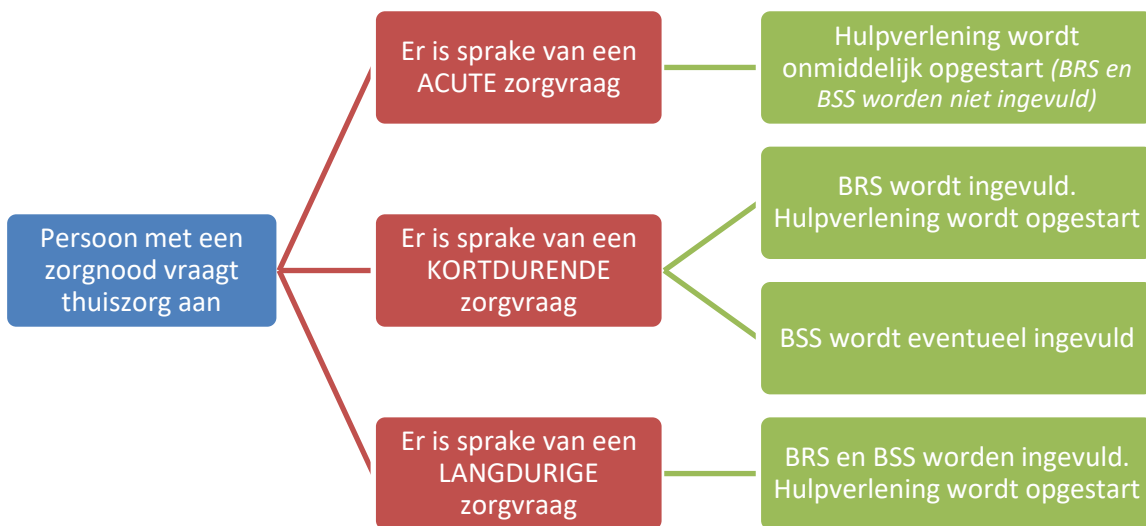 Persoon met een
zorgnood vraagt
thuiszorg aan
Er is sprake van een
ACUTE zorgvraag
Hulpverlening wordt
onmiddelijk opgestart (BRS en
BSS worden niet ingevuld)
Er is sprake van een
KORTDURENDE
zorgvraag
BRS wordt ingevuld.
Hulpverlening wordt opgestart
BSS wordt eventueel ingevuld
Er is sprake van een
LANGDURIGE
zorgvraag
BRS en BSS worden ingevuld.
Hulpverlening wordt opgestart